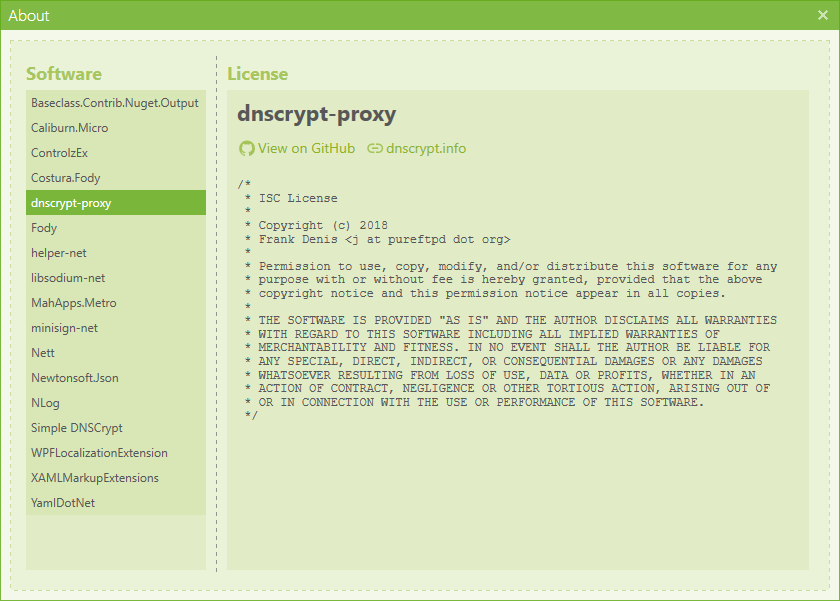 About
Software
Baseclass.Contrib.Nuget.Output
Caliburn.Micro
ControlzEx
Costura.Fody
dnscrypt-proxy
Fody
helper-net
libsodium-net
MahApps.Metro
minisign-net
Nett
Newtonsoft.Json
NLog
Simple DNSCrypt
WPFLocalizationExtension
XAMLMarkupExtensions
YamlDotNet
License
dnscrypt-proxy
View on GitHub dnscrypt.info
/*
* ISC License
*
* Copyright (c) 2018
* Frank Denis <j at pureftpd dot org>
*
* Permission to use, copy, modify, and/or distribute this software for any
* purpose with or without fee is hereby granted, provided that the above
* copyright notice and this permission notice appear in all copies.
*
* THE SOFTWARE IS PROVIDED "AS IS" AND THE AUTHOR DISCLAIMS ALL WARRANTIES
* WITH REGARD TO THIS SOFTWARE INCLUDING ALL IMPLIED WARRANTIES OF
* MERCHANTABILITY AND FITNESS. IN NO EVENT SHALL THE AUTHOR BE LIABLE FOR
* ANY SPECIAL, DIRECT, INDIRECT, OR CONSEQUENTIAL DAMAGES OR ANY DAMAGES
* WHATSOEVER RESULTING FROM LOSS OF USE, DATA OR PROFITS, WHETHER IN AN
* ACTION OF CONTRACT, NEGLIGENCE OR OTHER TORTIOUS ACTION, ARISING OUT OF
* OR IN CONNECTION WITH THE USE OR PERFORMANCE OF THIS SOFTWARE.
*/